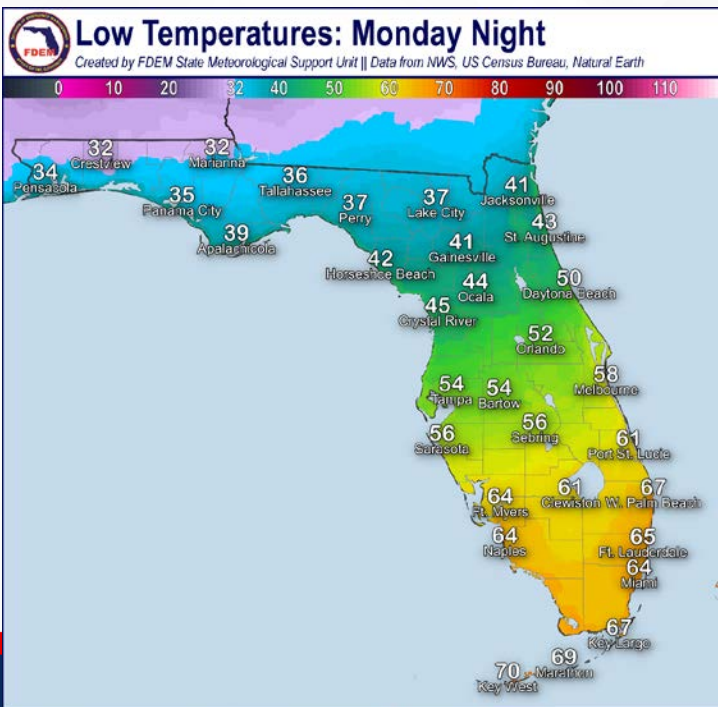 FDEM
Low Temperatures: Monday Night
Created by FDEM State Meteorological Support Unit || Data from NWS, US Census Bureau, Natural Earth
0 10 20 32 40 50 60 70 80 90 100 110
32
Crestview
32
Marianna
34
Pensacola
36
Tallahassee
35
Panama City
37
Perry
37
Lake City
41
Jacksonville
39
Apalachicola
43
St. Augustine
41
Gainesville
42
Horseshoe Beach
44
Ocala
50
Daytona Beach
45
Crystal River
52
Orlando
58
Melbourne
54
Tampa
54
Bartow
56
Sebring
56
Sarasota
61
Port St. Lucie
64
Ft. Myers
61
Clewiston
67
W. Palm Beach
64
Naples
65
Ft. Lauderdale
64
Miami
67
Key Largo
69
Marathon
70
Key West